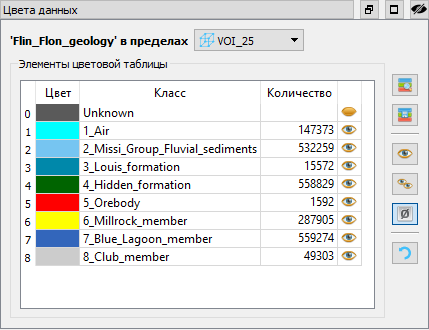 Цвета данных
'Flin_Flon_geology' в пределах VOI_25
Элементы цветовой таблицы
Цвет Класс Количество
0 Unknown
1 1_Air 147373
2 2_Missi_Group_Fluvial_sediments 532259
3 3_Louis_formation 15572
4 4_Hidden_formation 558829
5 5_Orebody 1592
6 6_Millrock_member 287905
7 7_Blue_Lagoon_member 559274
8 8_Club_member 49303